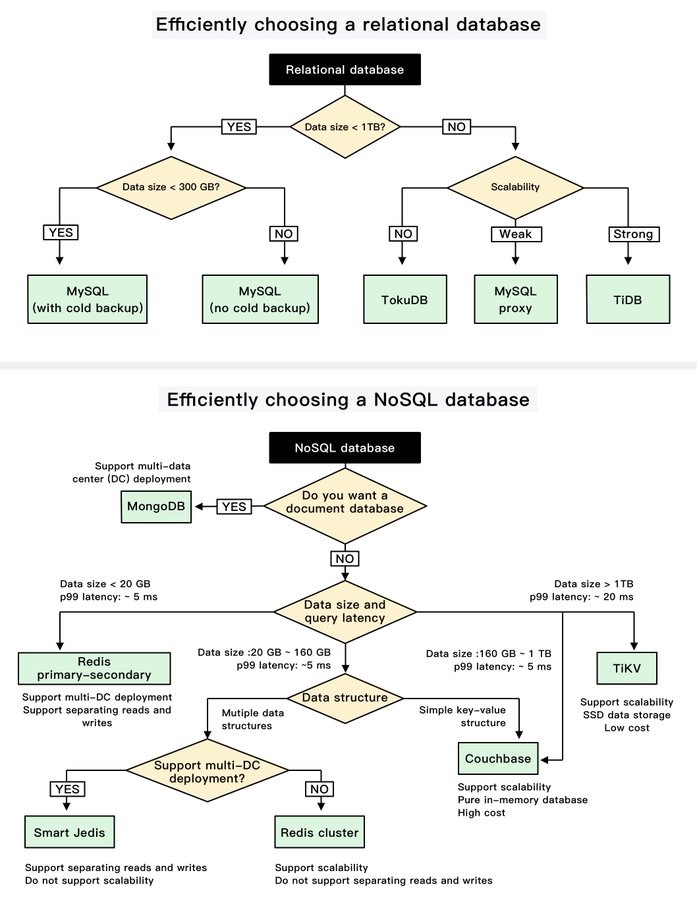 Efficiently choosing a relational database
Relational database
Data size < 1TB?
YES
NO
Data size < 300 GB?
Scalability
YES
NO
NO
Weak
Strong
MySQL
(with cold backup)
MySQL
(no cold backup)
TokuDB
MySQL
proxy
TiDB
Efficiently choosing a NoSQL database
NoSQL database
Support multi-data
center (DC) deployment
MongoDB
YES
Do you want a
document database
NO
Data size < 20 GB
p99 latency: ~ 5 ms
Data size and
query latency
Data size > 1TB
p99 latency: ~ 20 ms
Data size :20 GB ~ 160 GB
p99 latency: ~5 ms
Data size :160 GB ~ 1 TB
p99 latency: ~ 5 ms
Redis
primary-secondary
Support multi-DC deployment
Support separating reads and
writes
TiKV
Support scalability
SSD data storage
Low cost
Data structure
Mutiple data
structures
Simple key-value
structure
Couchbase
Support scalability
Pure in-memory database
High cost
Support multi-DC
deployment?
YES
NO
Smart Jedis
Redis cluster
Support separating reads and writes
Do not support scalability
Support scalability
Do not support separating reads and writes